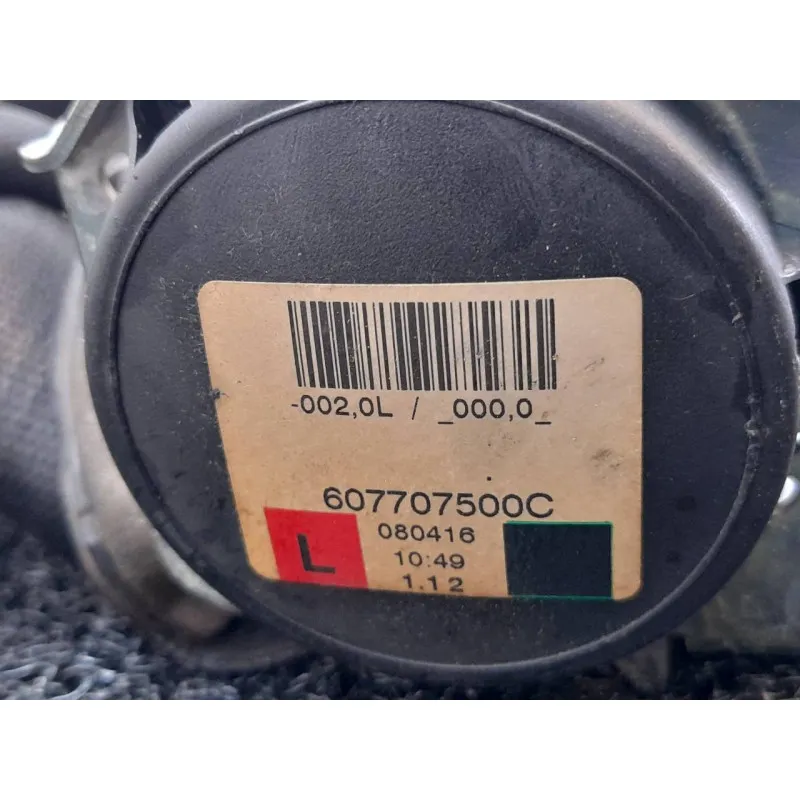 -002,0L / _000,0_
607707500C
080416
L
10:49
1.12